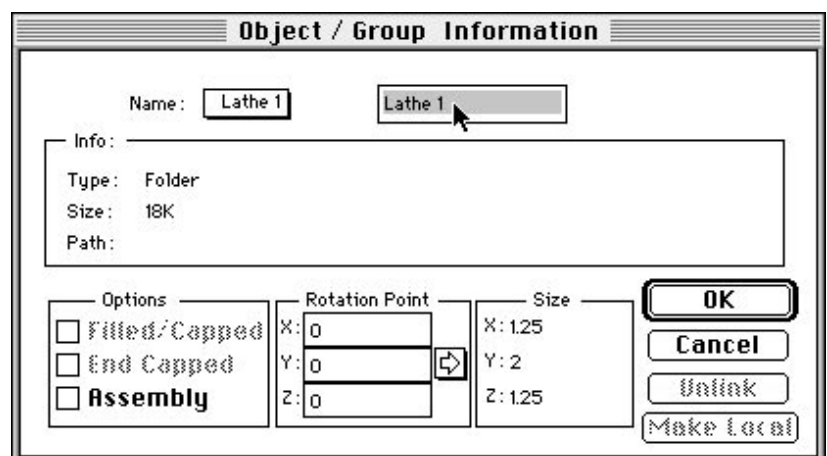 Object / Group Information
Name: Lathe 1 Lathe 1
Info:
Type: Folder
Size: 18K
Path:
Options
Filled/Capped
End Capped
Assembly
Rotation Point
X: 0
Y: 0
Z: 0
Size
X: 1.25
Y: 2
Z: 1.25
OK
Cancel
Unlink
Make Local